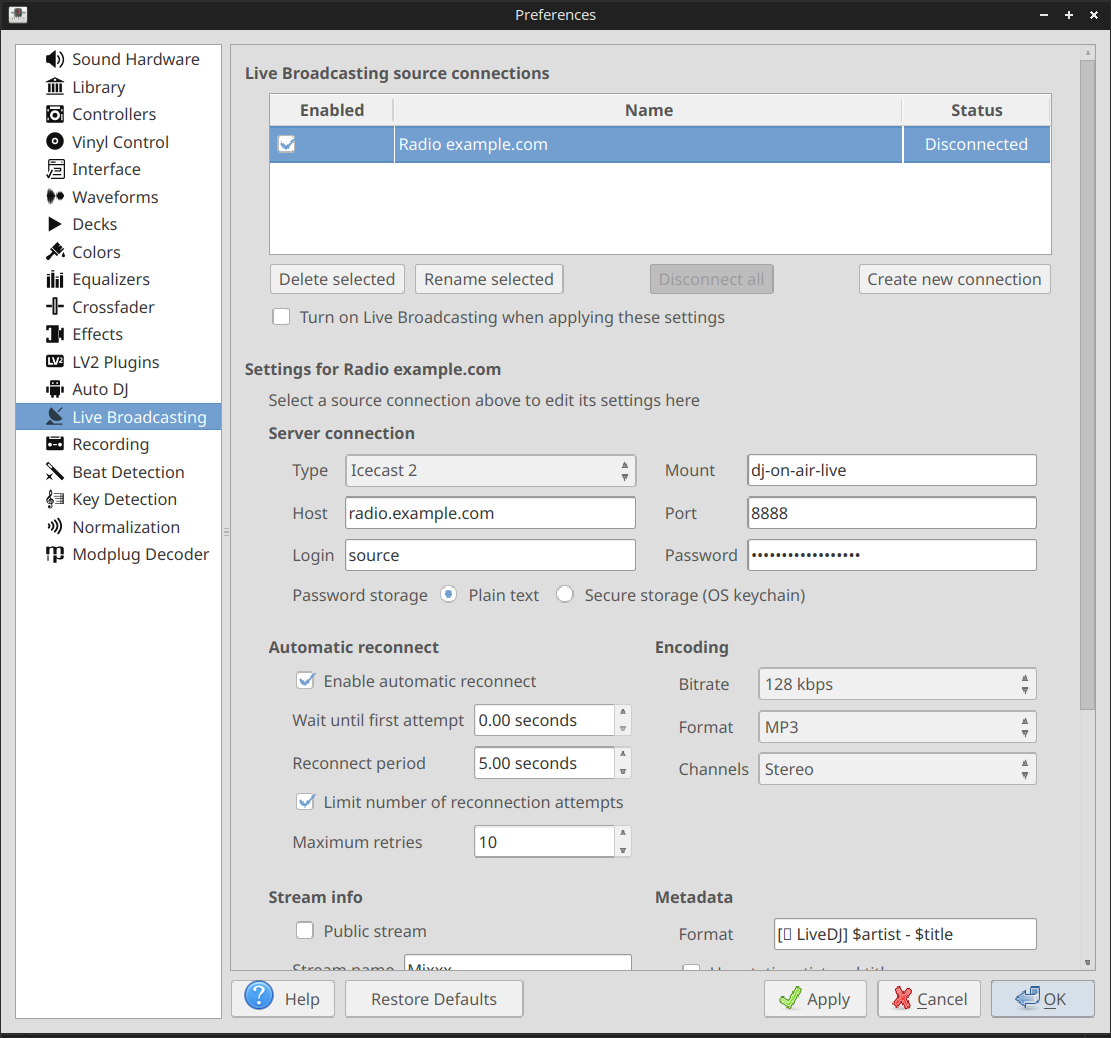 Preferences
Sound Hardware
Library
Controllers
Vinyl Control
Interface
Waveforms
Decks
Colors
Equalizers
Crossfader
Effects
LV2 Plugins
Auto DJ
Live Broadcasting
Recording
Beat Detection
Key Detection
Normalization
Modplug Decoder
Live Broadcasting source connections
Enabled Name Status
Radio example.com Disconnected
Delete selected Rename selected Disconnect all Create new connection
Turn on Live Broadcasting when applying these settings
Settings for Radio example.com
Select a source connection above to edit its settings here
Server connection
Type Icecast 2 Mount dj-on-air-live
Host radio.example.com Port 8888
Login source Password ••••••••••••••••••
Password storage Plain text Secure storage (OS keychain)
Automatic reconnect
Enable automatic reconnect
Wait until first attempt 0.00 seconds
Reconnect period 5.00 seconds
Limit number of reconnection attempts
Maximum retries 10
Encoding
Bitrate 128 kbps
Format MP3
Channels Stereo
Stream info
Public stream
Stream name Mixxx
Metadata
Format [▯ LiveDJ] $artist - $title
Help Restore Defaults Apply Cancel OK